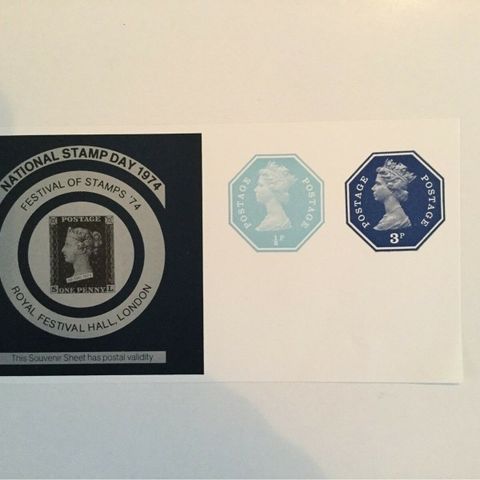 NATIONAL STAMP DAY 1974
FESTIVAL OF STAMPS '74
POSTAGE
S ONE PENNY L
ROYAL FESTIVAL HALL, LONDON
This Souvenir Sheet has postal validity
POSTAGE POSTAGE
½P
POSTAGE POSTAGE
3P